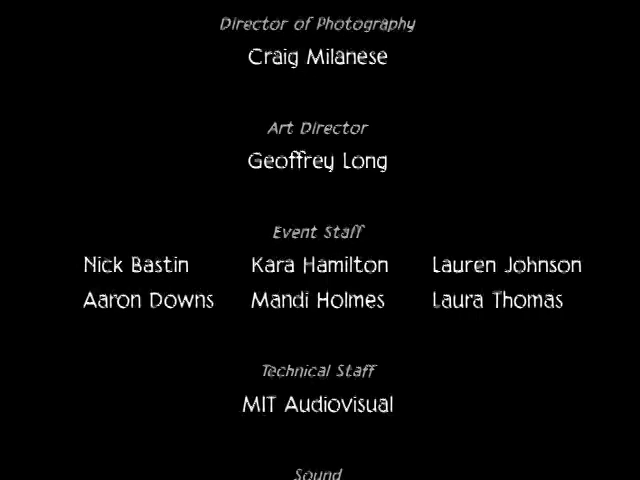 Director of Photography
Craig Milanese
Art Director
Geoffrey Long
Event Staff
Nick Bastin Kara Hamilton Lauren Johnson
Aaron Downs Mandi Holmes Laura Thomas
Technical Staff
MIT Audiovisual
Sound